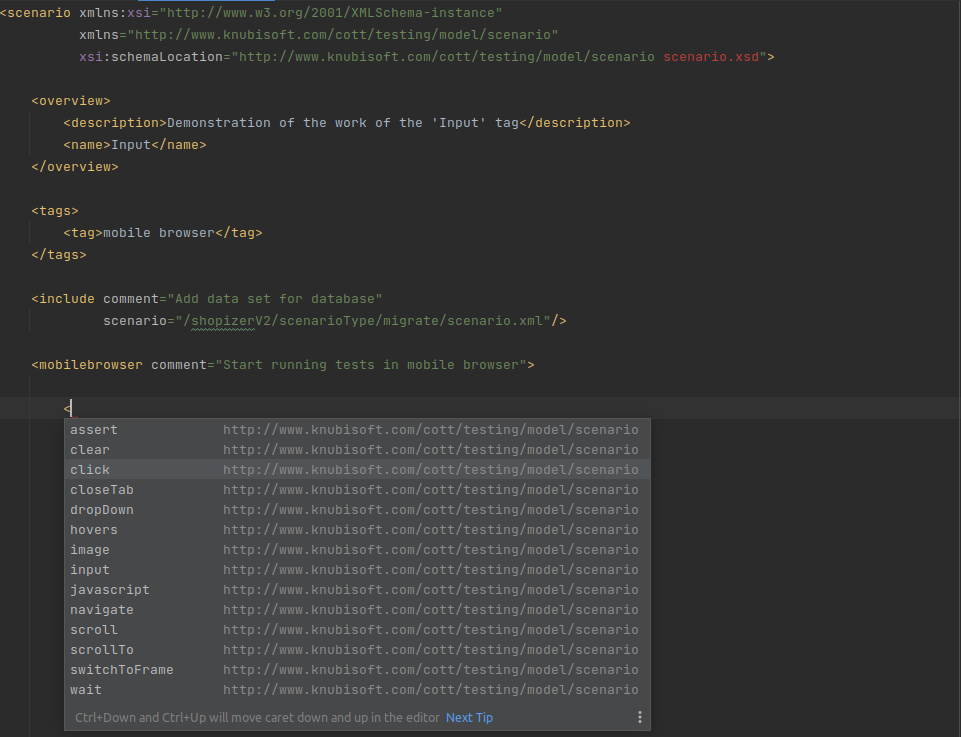 <scenario xmlns:xsi="http://www.w3.org/2001/XMLSchema-instance"
xmlns="http://www.knubisoft.com/cott/testing/model/scenario"
xsi:schemaLocation="http://www.knubisoft.com/cott/testing/model/scenario scenario.xsd">
<overview>
<description>Demonstration of the work of the 'Input' tag</description>
<name>Input</name>
</overview>
<tags>
<tag>mobile browser</tag>
</tags>
<include comment="Add data set for database"
scenario="/shopizerV2/scenarioType/migrate/scenario.xml"/>
<mobilebrowser comment="Start running tests in mobile browser">
<
assert http://www.knubisoft.com/cott/testing/model/scenario
clear http://www.knubisoft.com/cott/testing/model/scenario
click http://www.knubisoft.com/cott/testing/model/scenario
closeTab http://www.knubisoft.com/cott/testing/model/scenario
dropDown http://www.knubisoft.com/cott/testing/model/scenario
hovers http://www.knubisoft.com/cott/testing/model/scenario
image http://www.knubisoft.com/cott/testing/model/scenario
input http://www.knubisoft.com/cott/testing/model/scenario
javascript http://www.knubisoft.com/cott/testing/model/scenario
navigate http://www.knubisoft.com/cott/testing/model/scenario
scroll http://www.knubisoft.com/cott/testing/model/scenario
scrollTo http://www.knubisoft.com/cott/testing/model/scenario
switchToFrame http://www.knubisoft.com/cott/testing/model/scenario
wait http://www.knubisoft.com/cott/testing/model/scenario
Ctrl+Down and Ctrl+Up will move caret down and up in the editor Next Tip